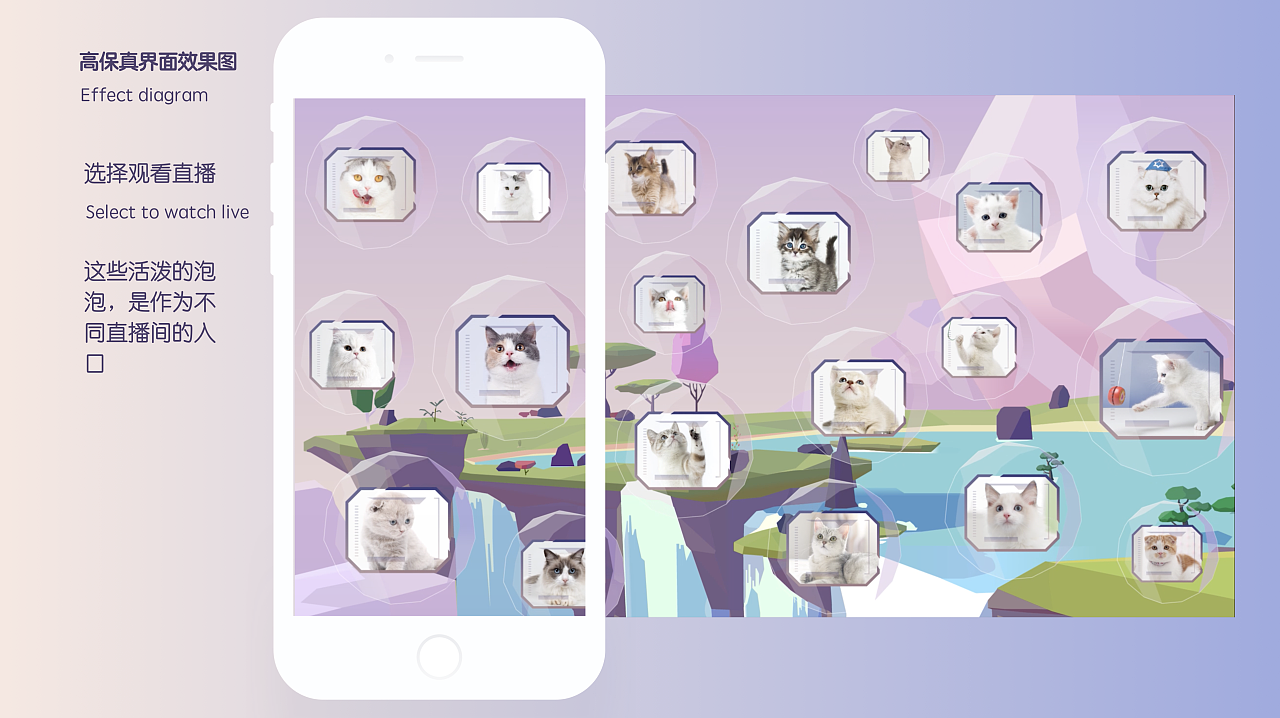 高保真界面效果图
Effect diagram
选择观看直播
Select to watch live
这些活泼的泡
泡，是作为不
同直播间的入
口